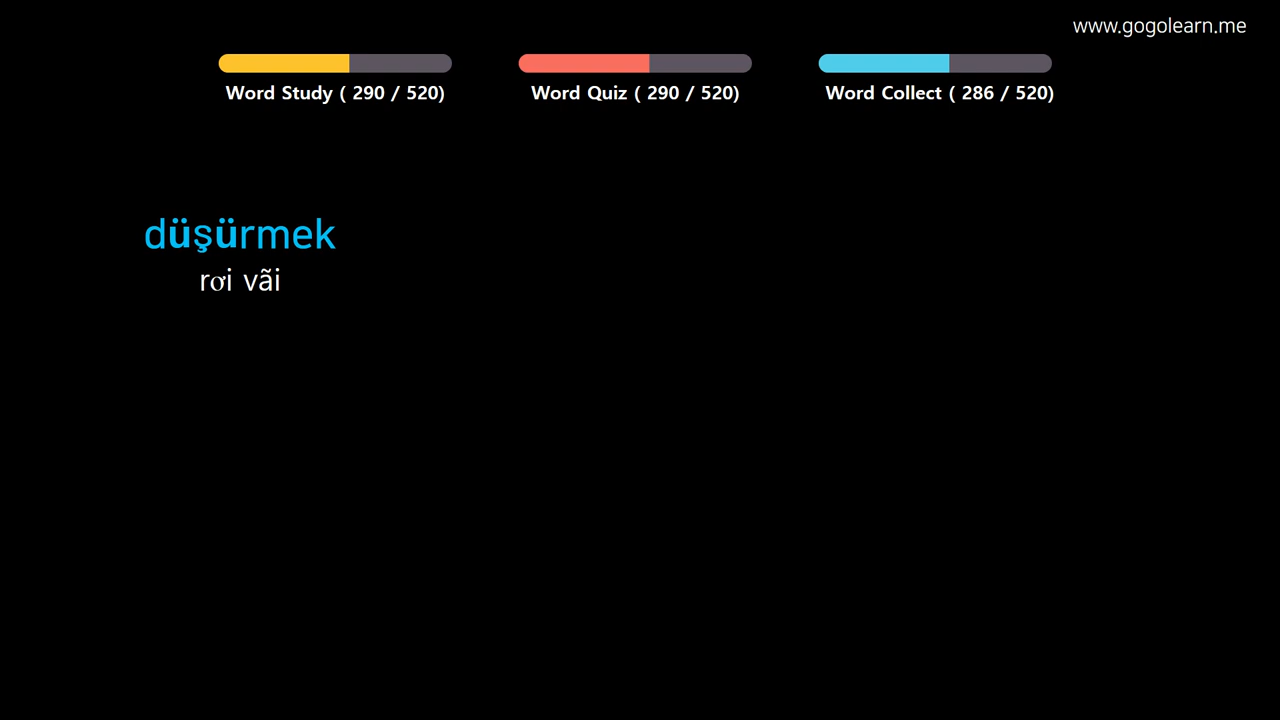 www.gogolearn.me
Word Study ( 290 / 520)
Word Quiz ( 290 / 520)
Word Collect ( 286 / 520)
düşürmek
rơi vãi